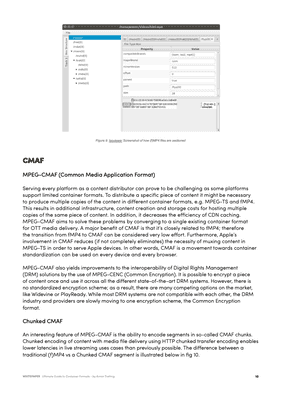 CMAF
MPEG-CMAF (Common Media Application Format)
Serving every platform as a content distributor can prove to be challenging as some platforms
support limited container formats. To distribute a specific piece of content it might be necessary
to produce multiple copies of the content in different container formats, e.g. MPEG-TS and fMP4.
This results in additional infrastructure, content creation and storage costs for hosting multiple
copies of the same piece of content. In addition, it decreases the efficiency of CDN caching.
MPEG-CMAF aims to solve these problems by converging to a single existing container format
for OTT media delivery. A major benefit of CMAF is that it's closely related to fMP4; therefore
the transition from fMP4 to CMAF can be considered very low effort. Furthermore, Apple's
involvement in CMAF reduces (if not completely eliminates) the necessity of muxing content in
MPEG-TS in order to serve Apple devices. In other words, CMAF is a movement towards container
standardization can be used on every device and every browser.
MPEG-CMAF also yields improvements to the interoperability of Digital Rights Management
(DRM) solutions by the use of MPEG-CENC (Common Encryption). It is possible to encrypt a piece
of content once and use it across all the different state-of-the-art DRM systems. However, there is
no standardized encryption scheme; as a result, there are many competing options on the market,
like Widevine or PlayReady. While most DRM systems are not compatible with each other, the DRM
industry and providers are slowly moving to one encryption scheme, the Common Encryption
format.
Chunked CMAF
An interesting feature of MPEG-CMAF is the ability to encode segments in so-called CMAF chunks.
Chunked encoding of content with media file delivery using HTTP chunked transfer encoding enables
lower latencies in live streaming uses cases than previously possible. The difference between a
traditional (f)MP4 vs a Chunked CMAF segment is illustrated below in fig 10.